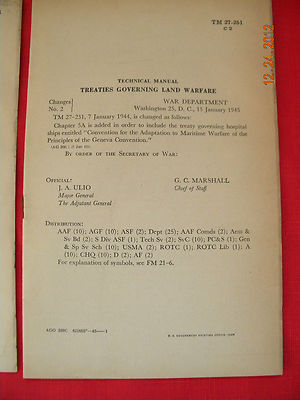 TM 27-251
C 2
TECHNICAL MANUAL
TREATIES GOVERNING LAND WARFARE
Changes
No. 2
WAR DEPARTMENT
Washington 25, D. C., 15 January 1945
TM 27-251, 7 January 1944, is changed as follows:
Chapter 5A is added in order to include the treaty governing hospital
ships entitled "Convention for the Adaptation to Maritime Warfare of
the Principles of the Geneva Convention."
BY ORDER OF THE SECRETARY OF WAR:
OFFICIAL:
J. A. ULIO
Major General
The Adjutant General
G. C. MARSHALL
Chief of Staff
DISTRIBUTION:
AAF (10); AGF (10); ASF (2); Dept (25); AAF Comds (2); Arm &
Sv Bd (2); S Div ASF (1); Tech Sv (2); SvC (10); PC&S (1); Gen
& Sp Sv Sch (10); USMA (2); ROTC (1); ROTC Lib (1); A
(10); CHQ (10); D (2); AF (2)
For explanation of symbols, see FM 21-6.
U. S. GOVERNMENT PRINTING OFFICE
12 24 2012